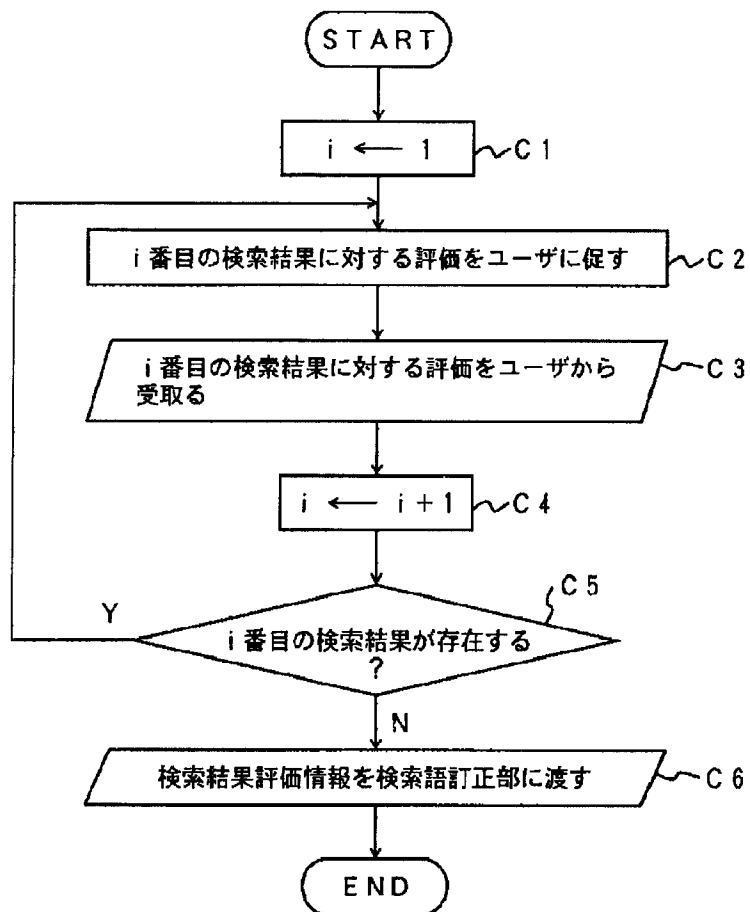 START
i ← 1
C1
i番目の検索結果に対する評価をユーザに促す
C2
i番目の検索結果に対する評価をユーザから
受取る
C3
i ← i+1
C4
C5
Y
i番目の検索結果が存在する
?
N
検索結果評価情報を検索語訂正部に渡す
C6
END